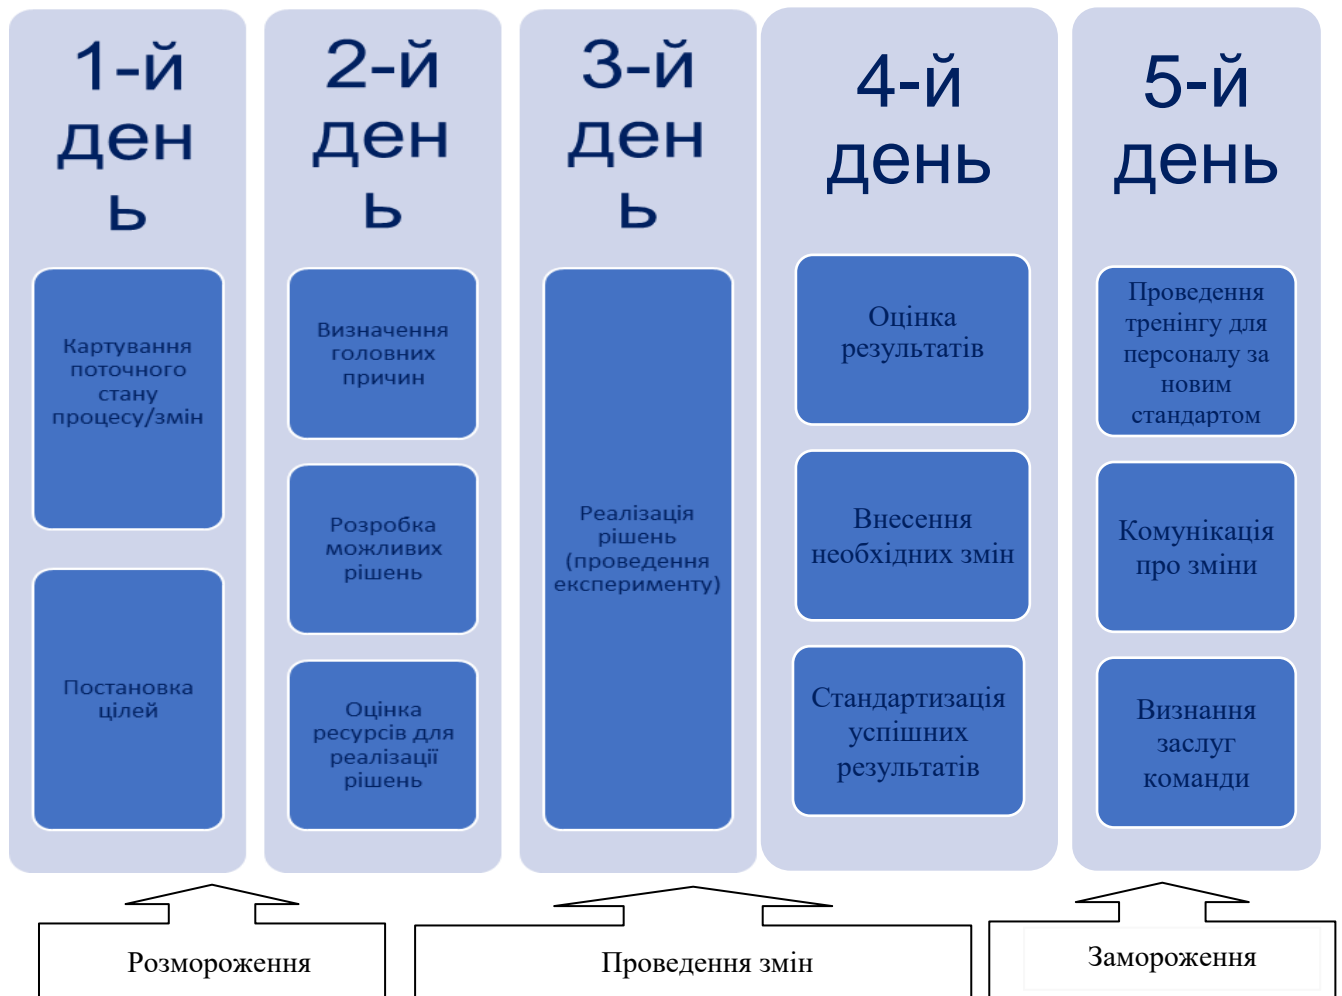 1-й
ден
ь
Картування
поточного
стану
процесу/змін
Постановка
цілей
2-й
ден
ь
Визначення
головних
причин
Розробка
можливих
рішень
Оцінка
ресурсів для
реалізації
рішень
3-й
ден
ь
Реалізація
рішень
(проведення
експерименту)
4-й
день
Оцінка
результатів
Внесення
необхідних змін
Стандартизація
успішних
результатів
5-й
день
Проведення
тренінгу для
персоналу за
новим
стандартом
Комунікація
про зміни
Визнання
заслуг
команди
Розмороження
Проведення змін
Замороження